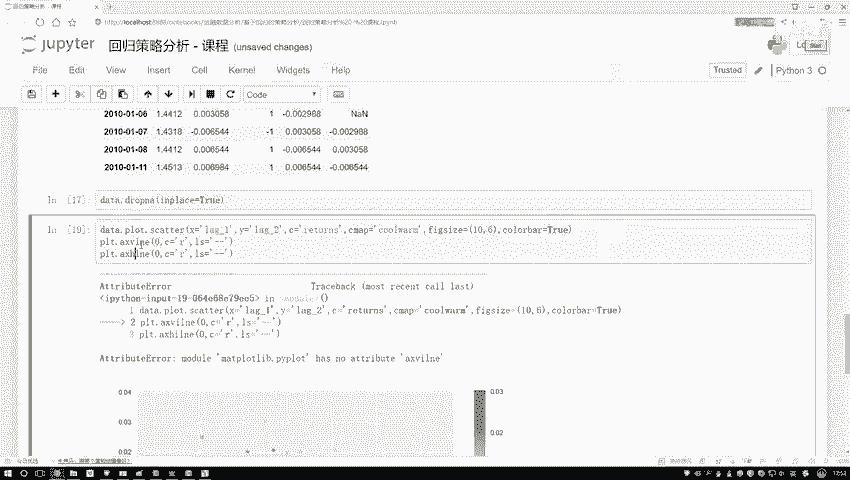 jupyter 回归策略分析 - 课程 (unsaved changes)
File Edit View Insert Cell Kernel Widgets Help
Trusted Python 3
Code
2010-01-06 1.4412 0.003058 1 -0.002988 NaN
2010-01-07 1.4318 -0.006544 -1 0.003058 -0.002988
2010-01-08 1.4412 -0.006544 1 -0.006544 0.003058
2010-01-11 1.4513 0.006984 1 -0.006544 -0.006544
In [17] data.dropna(inplace=True)
In [19] data.plot.scatter(x='lag_1',y='lag_2',c='returns',cmap='coolwarm',figsize=(10,6),colorbar=True)
plt.axvline(0,c='r',ls='--')
plt.axhline(0,c='r',ls='--')
AttributeError Traceback (most recent call last)
<ipython-input-19-064e68e79ee5> in <module>()
1 data.plot.scatter(x='lag_1',y='lag_2',c='returns',cmap='coolwarm',figsize=(10,6),colorbar=True)
----> 2 plt.axvilne(0,c='r',ls='--')
3 plt.axhilne(0,c='r',ls='--')
AttributeError: module 'matplotlib.pyplot' has no attribute 'axvilne'
0.04
0.03
0.03
0.02
0.02